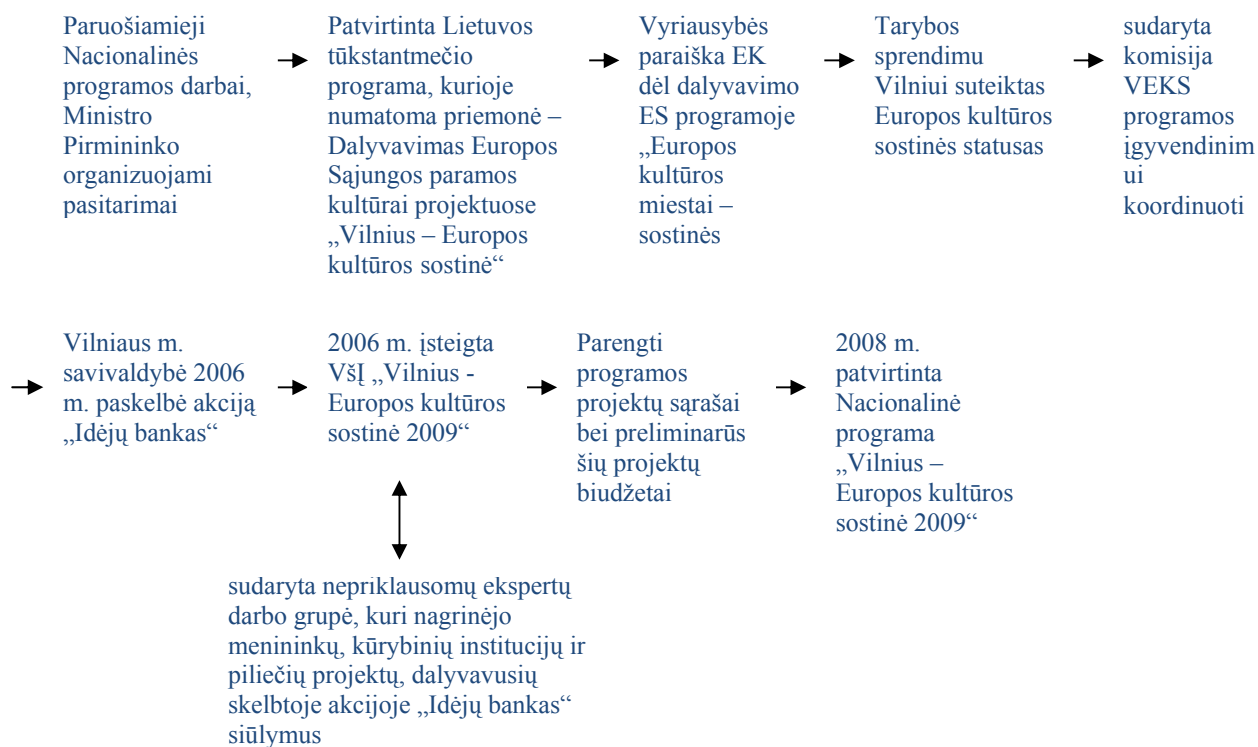 Paruošiamieji
Nacionalinės
programos darbai,
Ministro
Pirmininko
organizuojami
pasitarimai
Patvirtinta Lietuvos
tūkstantmečio
programa, kurioje
numatoma priemonė –
Dalyvavimas Europos
Sąjungos paramos
kultūrai projektuose
„Vilnius – Europos
kultūros sostinė“
Vyriausybės
paraiška EK
dėl dalyvavimo
ES programoje
„Europos
kultūros
miestai –
sostinės
Tarybos
sprendimu
Vilniui suteiktas
Europos kultūros
sostinės statusas
sudaryta
komisija
VEKS
programos
įgyvendinim
ui
koordinuoti
Vilniaus m.
savivaldybė 2006
m. paskelbė akciją
„Idėjų bankas“
2006 m. įsteigta
VšĮ „Vilnius -
Europos kultūros
sostinė 2009“
Parengti
programos
projektų sąrašai
bei preliminarūs
šių projektų
biudžetai
2008 m.
patvirtinta
Nacionalinė
programa
„Vilnius –
Europos kultūros
sostinė 2009“
sudaryta nepriklausomų ekspertų
darbo grupė, kuri nagrinėjo
menininkų, kūrybinių institucijų ir
piliečių projektų, dalyvavusių
skelbtoje akcijoje „Idėjų bankas“
siūlymus